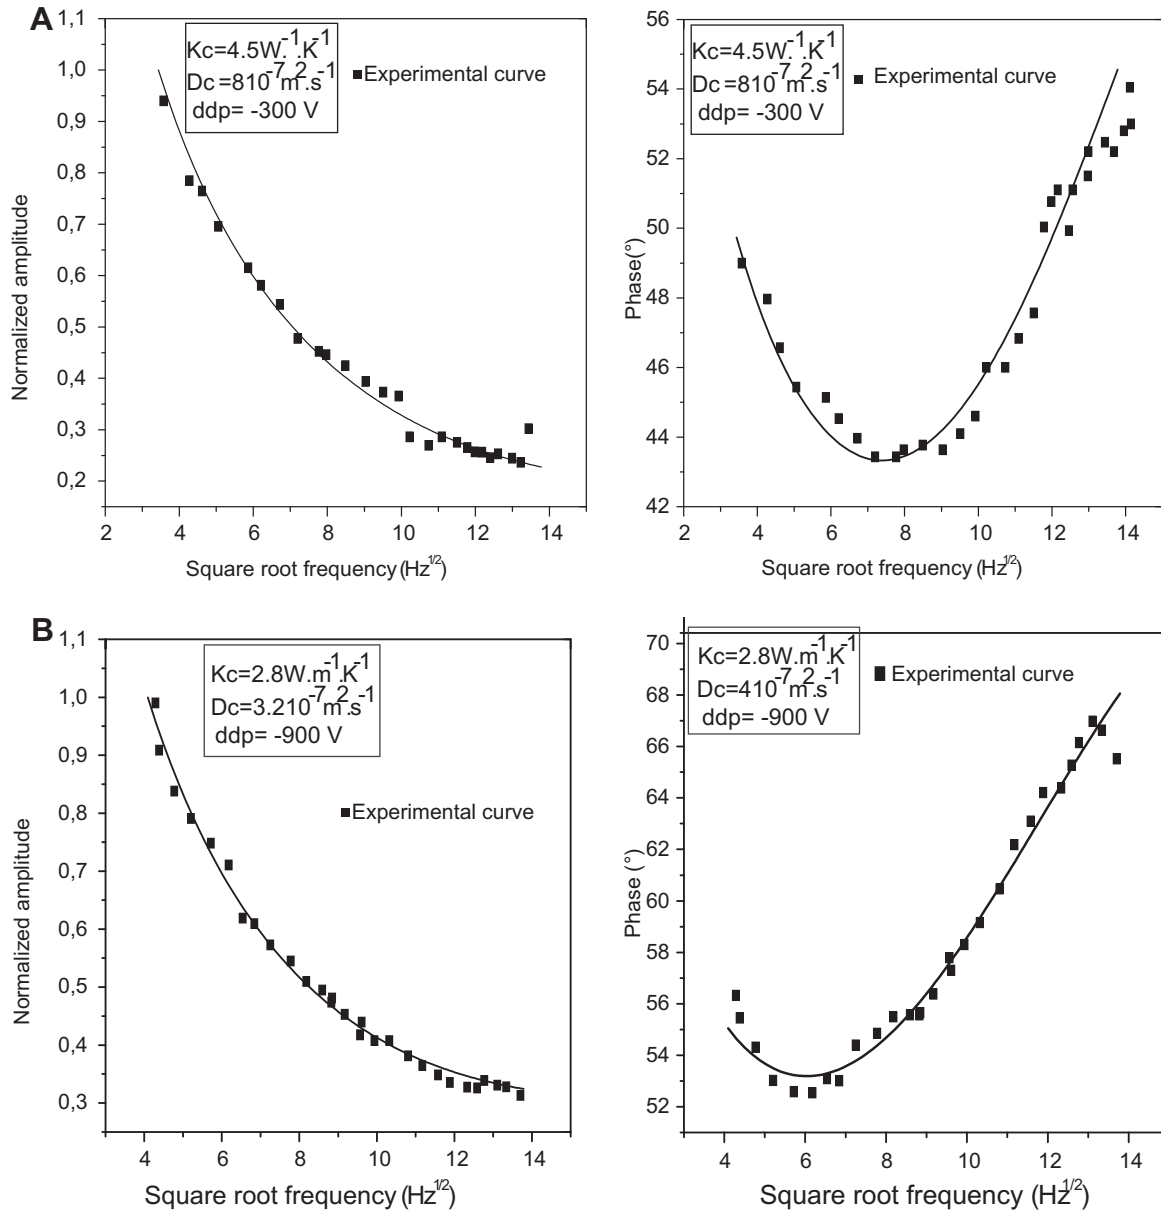 A
1,1
1,0
0,9
0,8
0,7
0,6
0,5
0,4
0,3
0,2
Normalized amplitude
Kc=4.5W.-1.K-1
Dc=810-7m2.s-1
ddp= -300 V
Experimental curve
2 4 6 8 10 12 14
Square root frequency (Hz1/2)
56
54
52
50
48
46
44
42
Phase(°)
Kc=4.5W.-1.K-1
Dc=810-7m2.s-1
ddp= -300 V
Experimental curve
2 4 6 8 10 12 14
Square root frequency (Hz1/2)
B
1,1
1,0
0,9
0,8
0,7
0,6
0,5
0,4
0,3
Normalized amplitude
Kc=2.8W.m-1.K-1
Dc=3.210-7m2.s-1
ddp= -900 V
Experimental curve
4 6 8 10 12 14
Square root frequency (Hz1/2)
70
68
66
64
62
60
58
56
54
52
Phase (°)
Kc=2.8W.m-1.K-1
Dc=410-7m2.s-1
ddp= -900 V
Experimental curve
4 6 8 10 12 14
Square root frequency (Hz1/2)